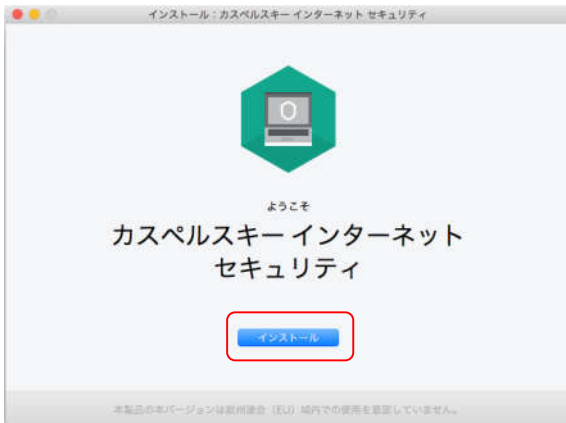 インストール：カスペルスキー インターネット セキュリティ
ようこそ
カスペルスキー インターネット
セキュリティ
インストール
本製品の本バージョンは欧州連合（EU）域内での使用を意図していません。